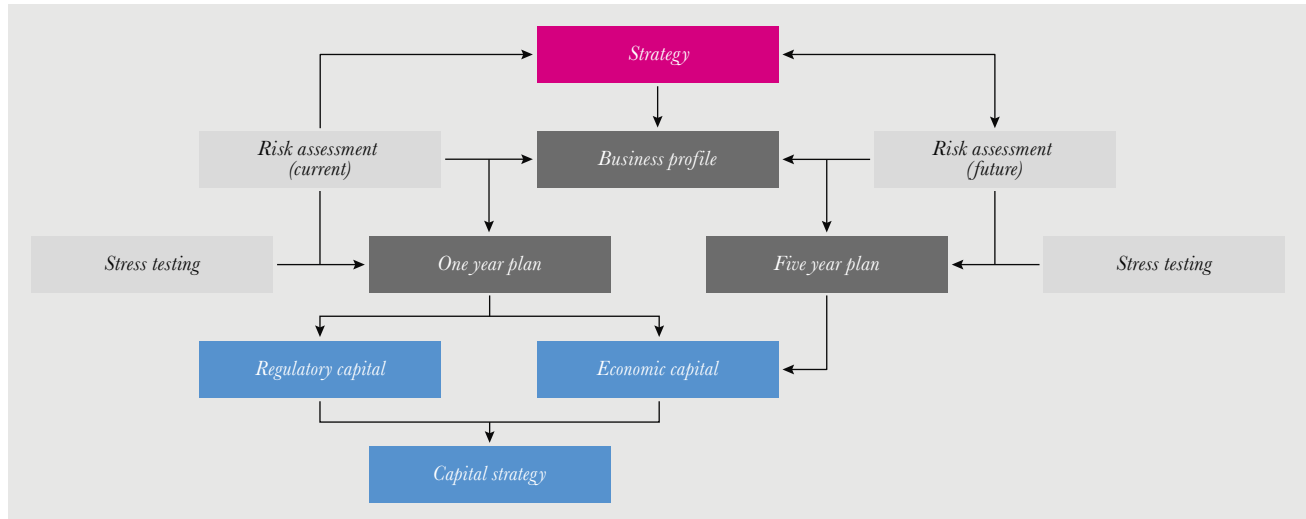 Strategy
Risk assessment
(current)
Business profile
Risk assessment
(future)
Stress testing
One year plan
Five year plan
Stress testing
Regulatory capital
Economic capital
Capital strategy